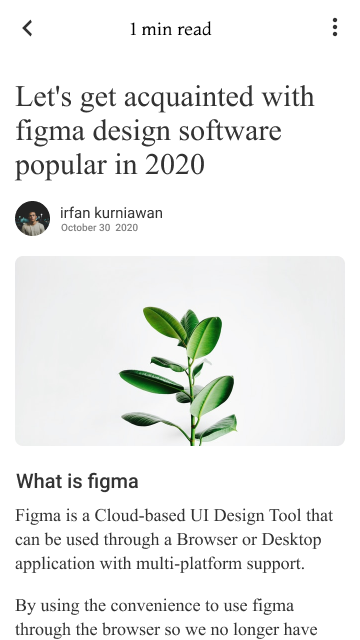 1 min read
Let's get acquainted with
figma design software
popular in 2020
irfan kurniawan
October 30 2020
What is figma
Figma is a Cloud-based UI Design Tool that
can be used through a Browser or Desktop
application with multi-platform support.
By using the convenience to use figma
through the browser so we no longer have